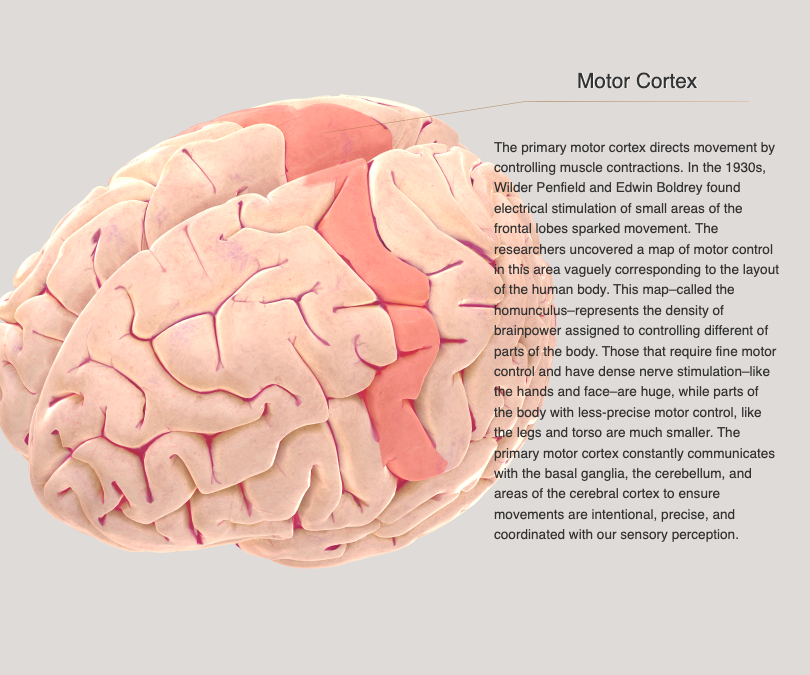 Motor Cortex
The primary motor cortex directs movement by
controlling muscle contractions. In the 1930s,
Wilder Penfield and Edwin Boldrey found
electrical stimulation of small areas of the
frontal lobes sparked movement. The
researchers uncovered a map of motor control
in this area vaguely corresponding to the layout
of the human body. This map–called the
homunculus–represents the density of
brainpower assigned to controlling different of
parts of the body. Those that require fine motor
control and have dense nerve stimulation–like
the hands and face–are huge, while parts of
the body with less-precise motor control, like
the legs and torso are much smaller. The
primary motor cortex constantly communicates
with the basal ganglia, the cerebellum, and
areas of the cerebral cortex to ensure
movements are intentional, precise, and
coordinated with our sensory perception.